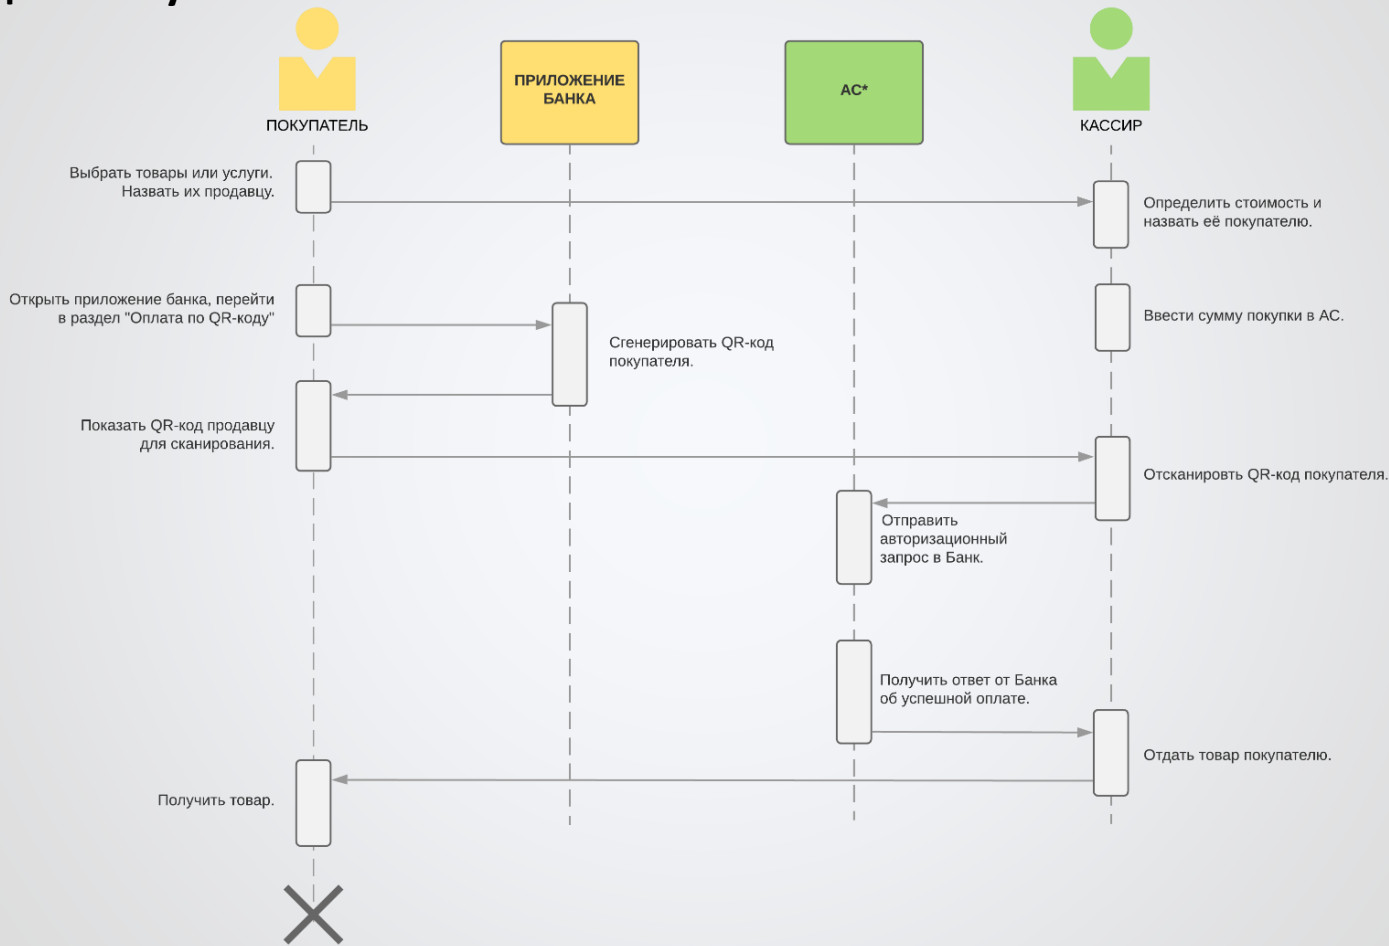 ПРИЛОЖЕНИЕ
БАНКА
АС*
ПОКУПАТЕЛЬ
КАССИР
Выбрать товары или услуги.
Назвать их продавцу.
Определить стоимость и
назвать её покупателю.
Открыть приложение банка, перейти
в раздел "Оплата по QR-коду"
Ввести сумму покупки в АС.
Сгенерировать QR-код
покупателя.
Показать QR-код продавцу
для сканирования.
Отсканировть QR-код покупателя.
Отправить
авторизационный
запрос в Банк.
Получить ответ от Банка
об успешной оплате.
Отдать товар покупателю.
Получить товар.